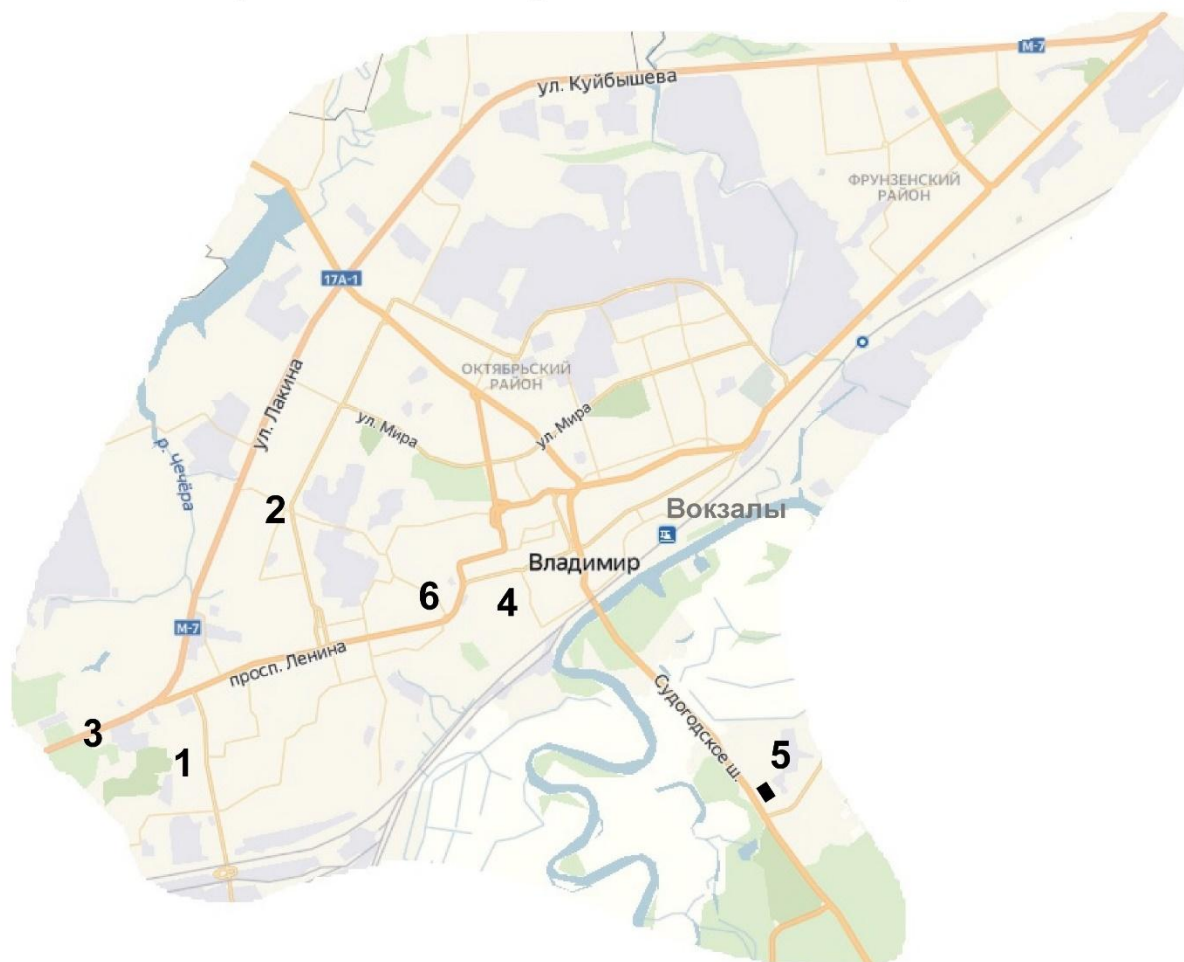 М-7
ул. Куйбышева
ФРУНЗЕНСКИЙ
РАЙОН
17А-1
ОКТЯБРЬСКИЙ
РАЙОН
ул. Лакина
ул. Мира
ул. Мира
р. Чечёра
2
Вокзалы
Владимир
6
4
М-7
просп. Ленина
Судогодское ш.
3
1
5